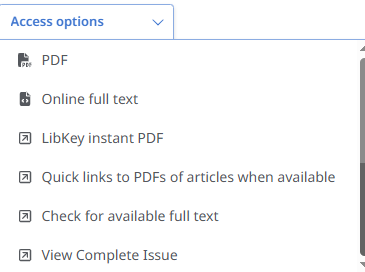 Access options
PDF
Online full text
LibKey instant PDF
Quick links to PDFs of articles when available
Check for available full text
View Complete Issue